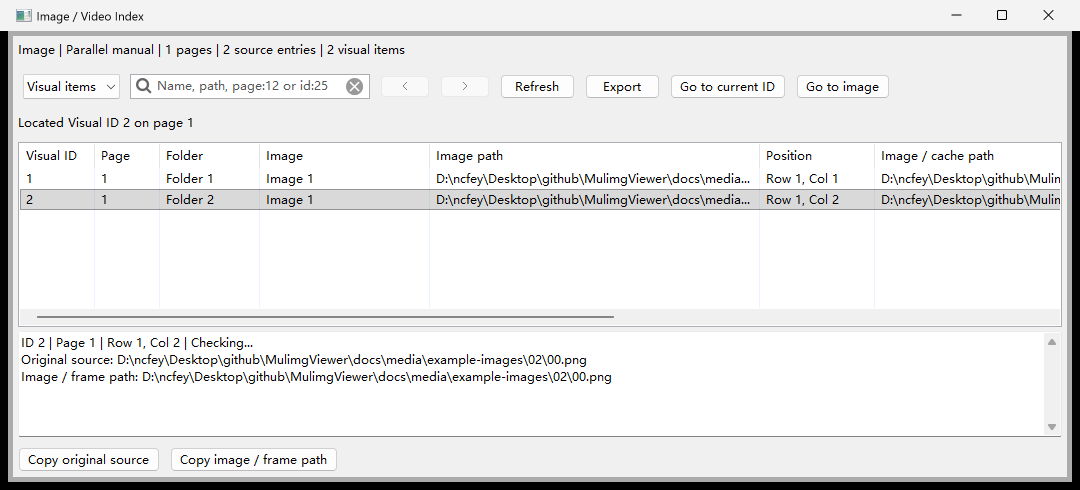 Image / Video Index
Image | Parallel manual | 1 pages | 2 source entries | 2 visual items
Visual items Name, path, page:12 or id:25 < > Refresh Export Go to current ID Go to image
Located Visual ID 2 on page 1
Visual ID Page Folder Image Image path Position Image / cache path
1 1 Folder 1 Image 1 D:\ncfey\Desktop\github\MulimgViewer\docs\media... Row 1, Col 1 D:\ncfey\Desktop\github\Mulim
2 1 Folder 2 Image 1 D:\ncfey\Desktop\github\MulimgViewer\docs\media... Row 1, Col 2 D:\ncfey\Desktop\github\Mulim
ID 2 | Page 1 | Row 1, Col 2 | Checking...
Original source: D:\ncfey\Desktop\github\MulimgViewer\docs\media\example-images\02\00.png
Image / frame path: D:\ncfey\Desktop\github\MulimgViewer\docs\media\example-images\02\00.png
Copy original source Copy image / frame path